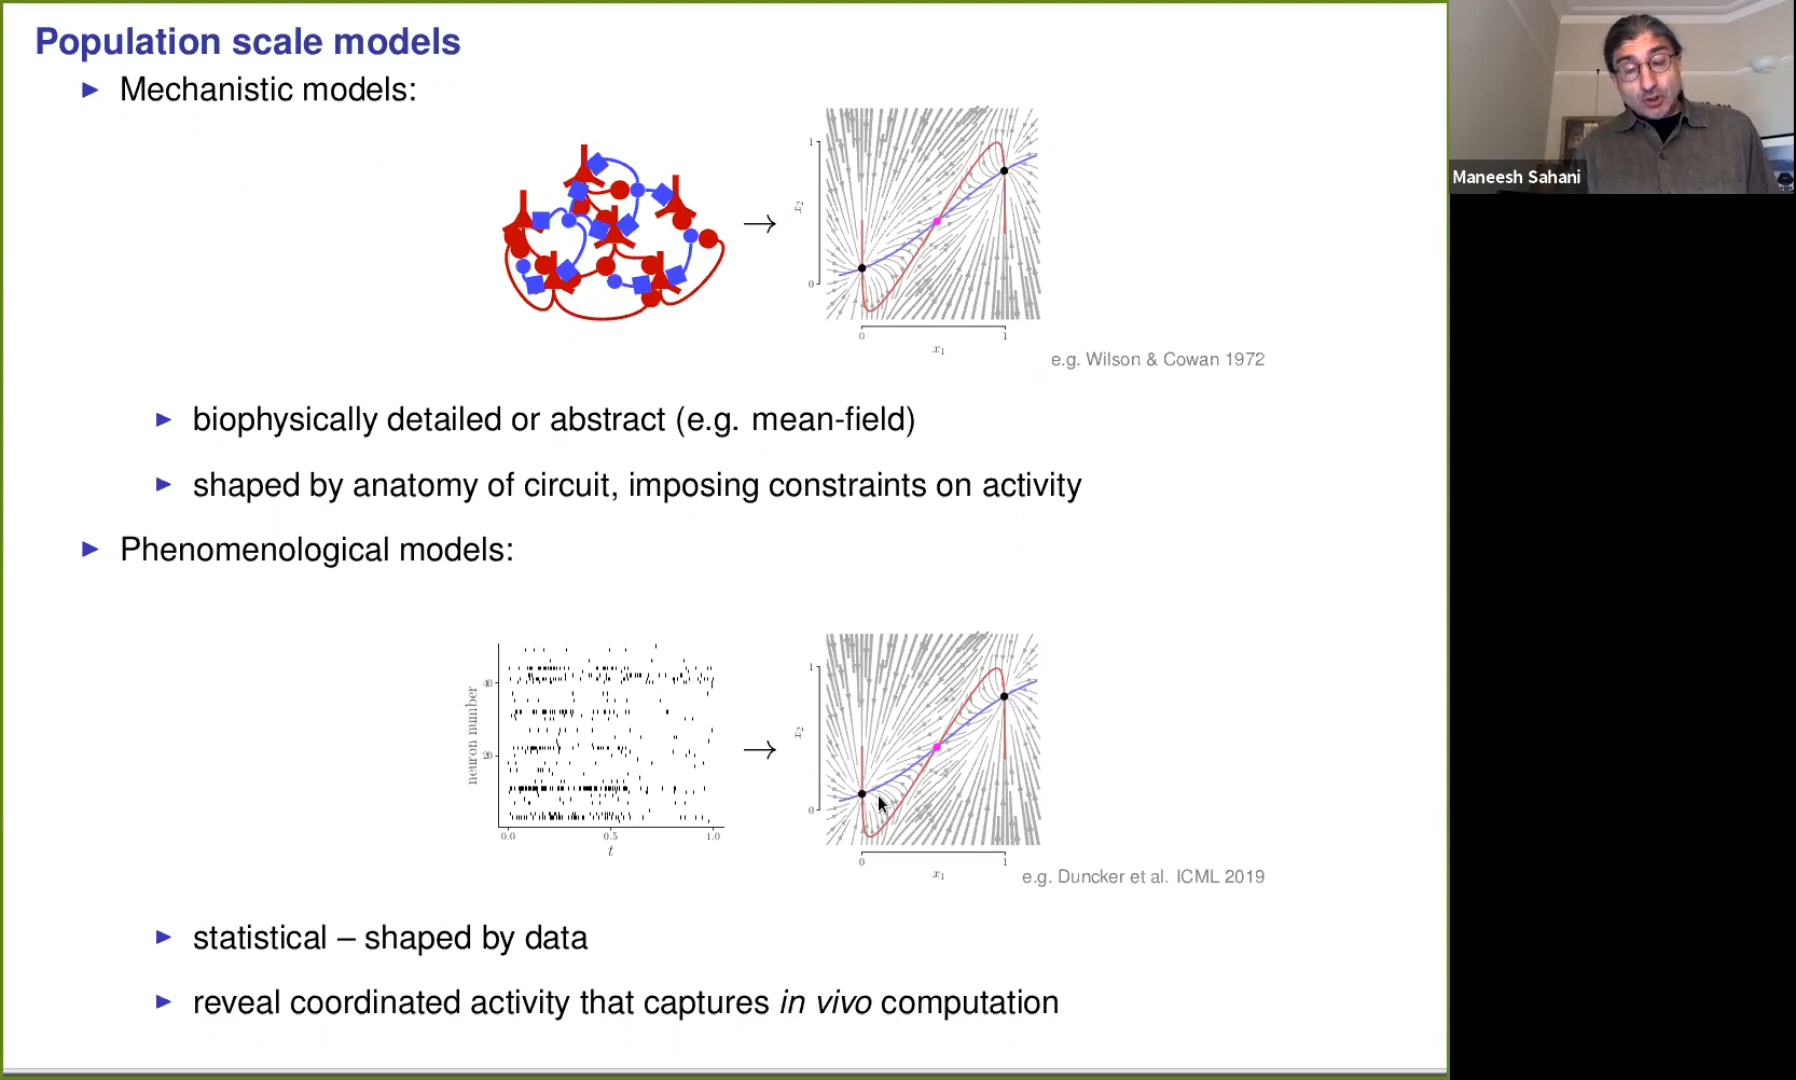 Population scale models
Mechanistic models:
1
x2
0
0 1
x1
e.g. Wilson & Cowan 1972
biophysically detailed or abstract (e.g. mean-field)
shaped by anatomy of circuit, imposing constraints on activity
Phenomenological models:
neuron number
40
20
0.0 0.5 1.0
t
1
x2
0
0 1
x1
e.g. Duncker et al. ICML 2019
statistical – shaped by data
reveal coordinated activity that captures in vivo computation
Maneesh Sahani